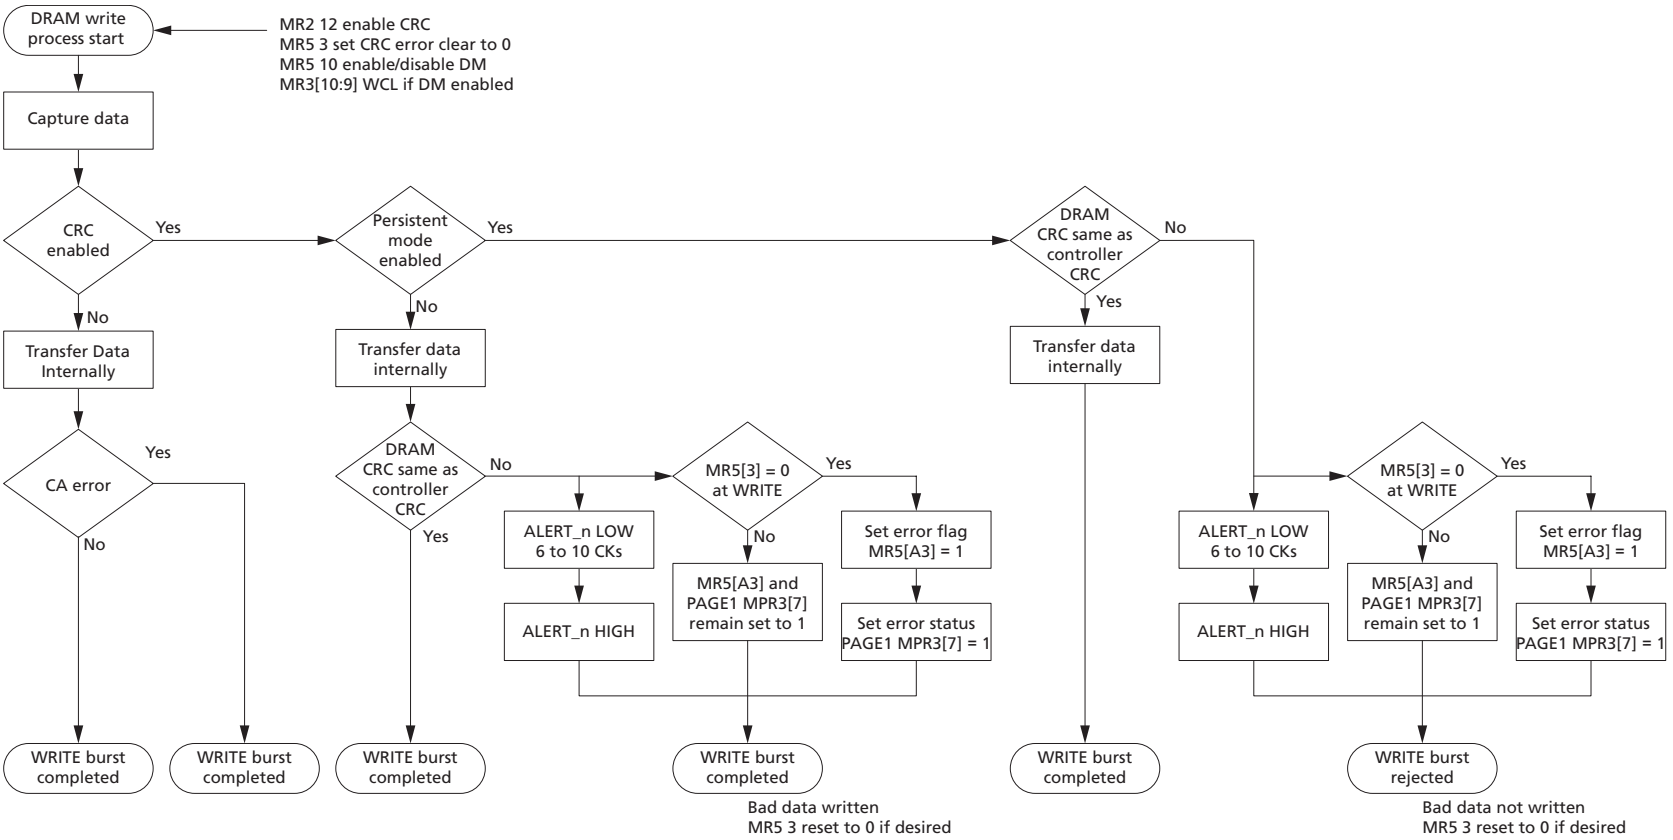 DRAM write
process start
MR2 12 enable CRC
MR5 3 set CRC error clear to 0
MR5 10 enable/disable DM
MR3[10:9] WCL if DM enabled
Capture data
CRC
enabled
Yes
No
Persistent
mode
enabled
Yes
No
DRAM
CRC same as
controller
CRC
No
Yes
Transfer Data
Internally
Transfer data
internally
Transfer data
internally
CA error
Yes
No
DRAM
CRC same as
controller
CRC
No
Yes
MR5[3] = 0
at WRITE
Yes
No
ALERT_n LOW
6 to 10 CKs
ALERT_n HIGH
MR5[A3] and
PAGE1 MPR3[7]
remain set to 1
Set error flag
MR5[A3] = 1
Set error status
PAGE1 MPR3[7] = 1
MR5[3] = 0
at WRITE
Yes
No
ALERT_n LOW
6 to 10 CKs
ALERT_n HIGH
MR5[A3] and
PAGE1 MPR3[7]
remain set to 1
Set error flag
MR5[A3] = 1
Set error status
PAGE1 MPR3[7] = 1
WRITE burst
completed
WRITE burst
completed
WRITE burst
completed
WRITE burst
completed
Bad data written
MR5 3 reset to 0 if desired
WRITE burst
completed
WRITE burst
rejected
Bad data not written
MR5 3 reset to 0 if desired